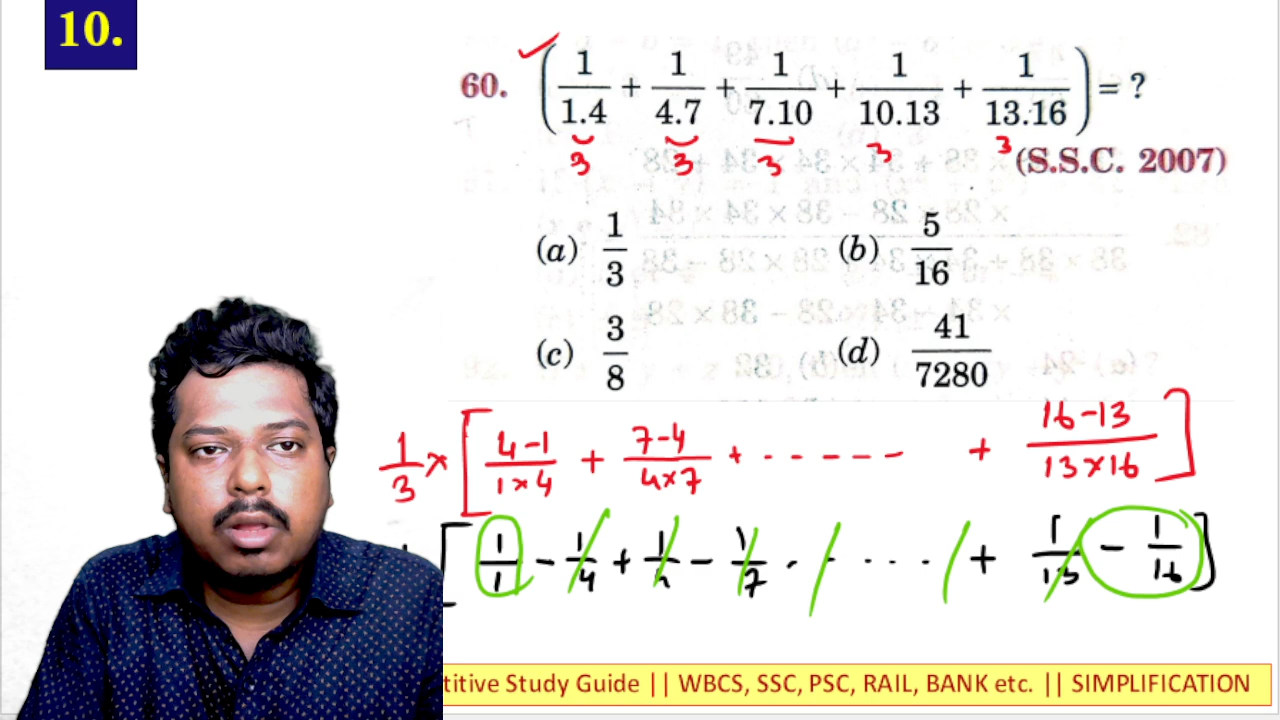 10.
60. (1/1.4 + 1/4.7 + 1/7.10 + 1/10.13 + 1/13.16) = ?
3 3 3 3 3
(S.S.C. 2007)
(a) 1/3 (b) 5/16
(c) 3/8 (d) 41/7280
1/3 × [4-1/1×4 + 7-4/4×7 + ------ + 16-13/13×16]
[1/1 - 1/4 + 1/ - 1/7 . . ... + 1/13 - 1/16]
Study Guide || WBCS, SSC, PSC, RAIL, BANK etc. || SIMPLIFICATION